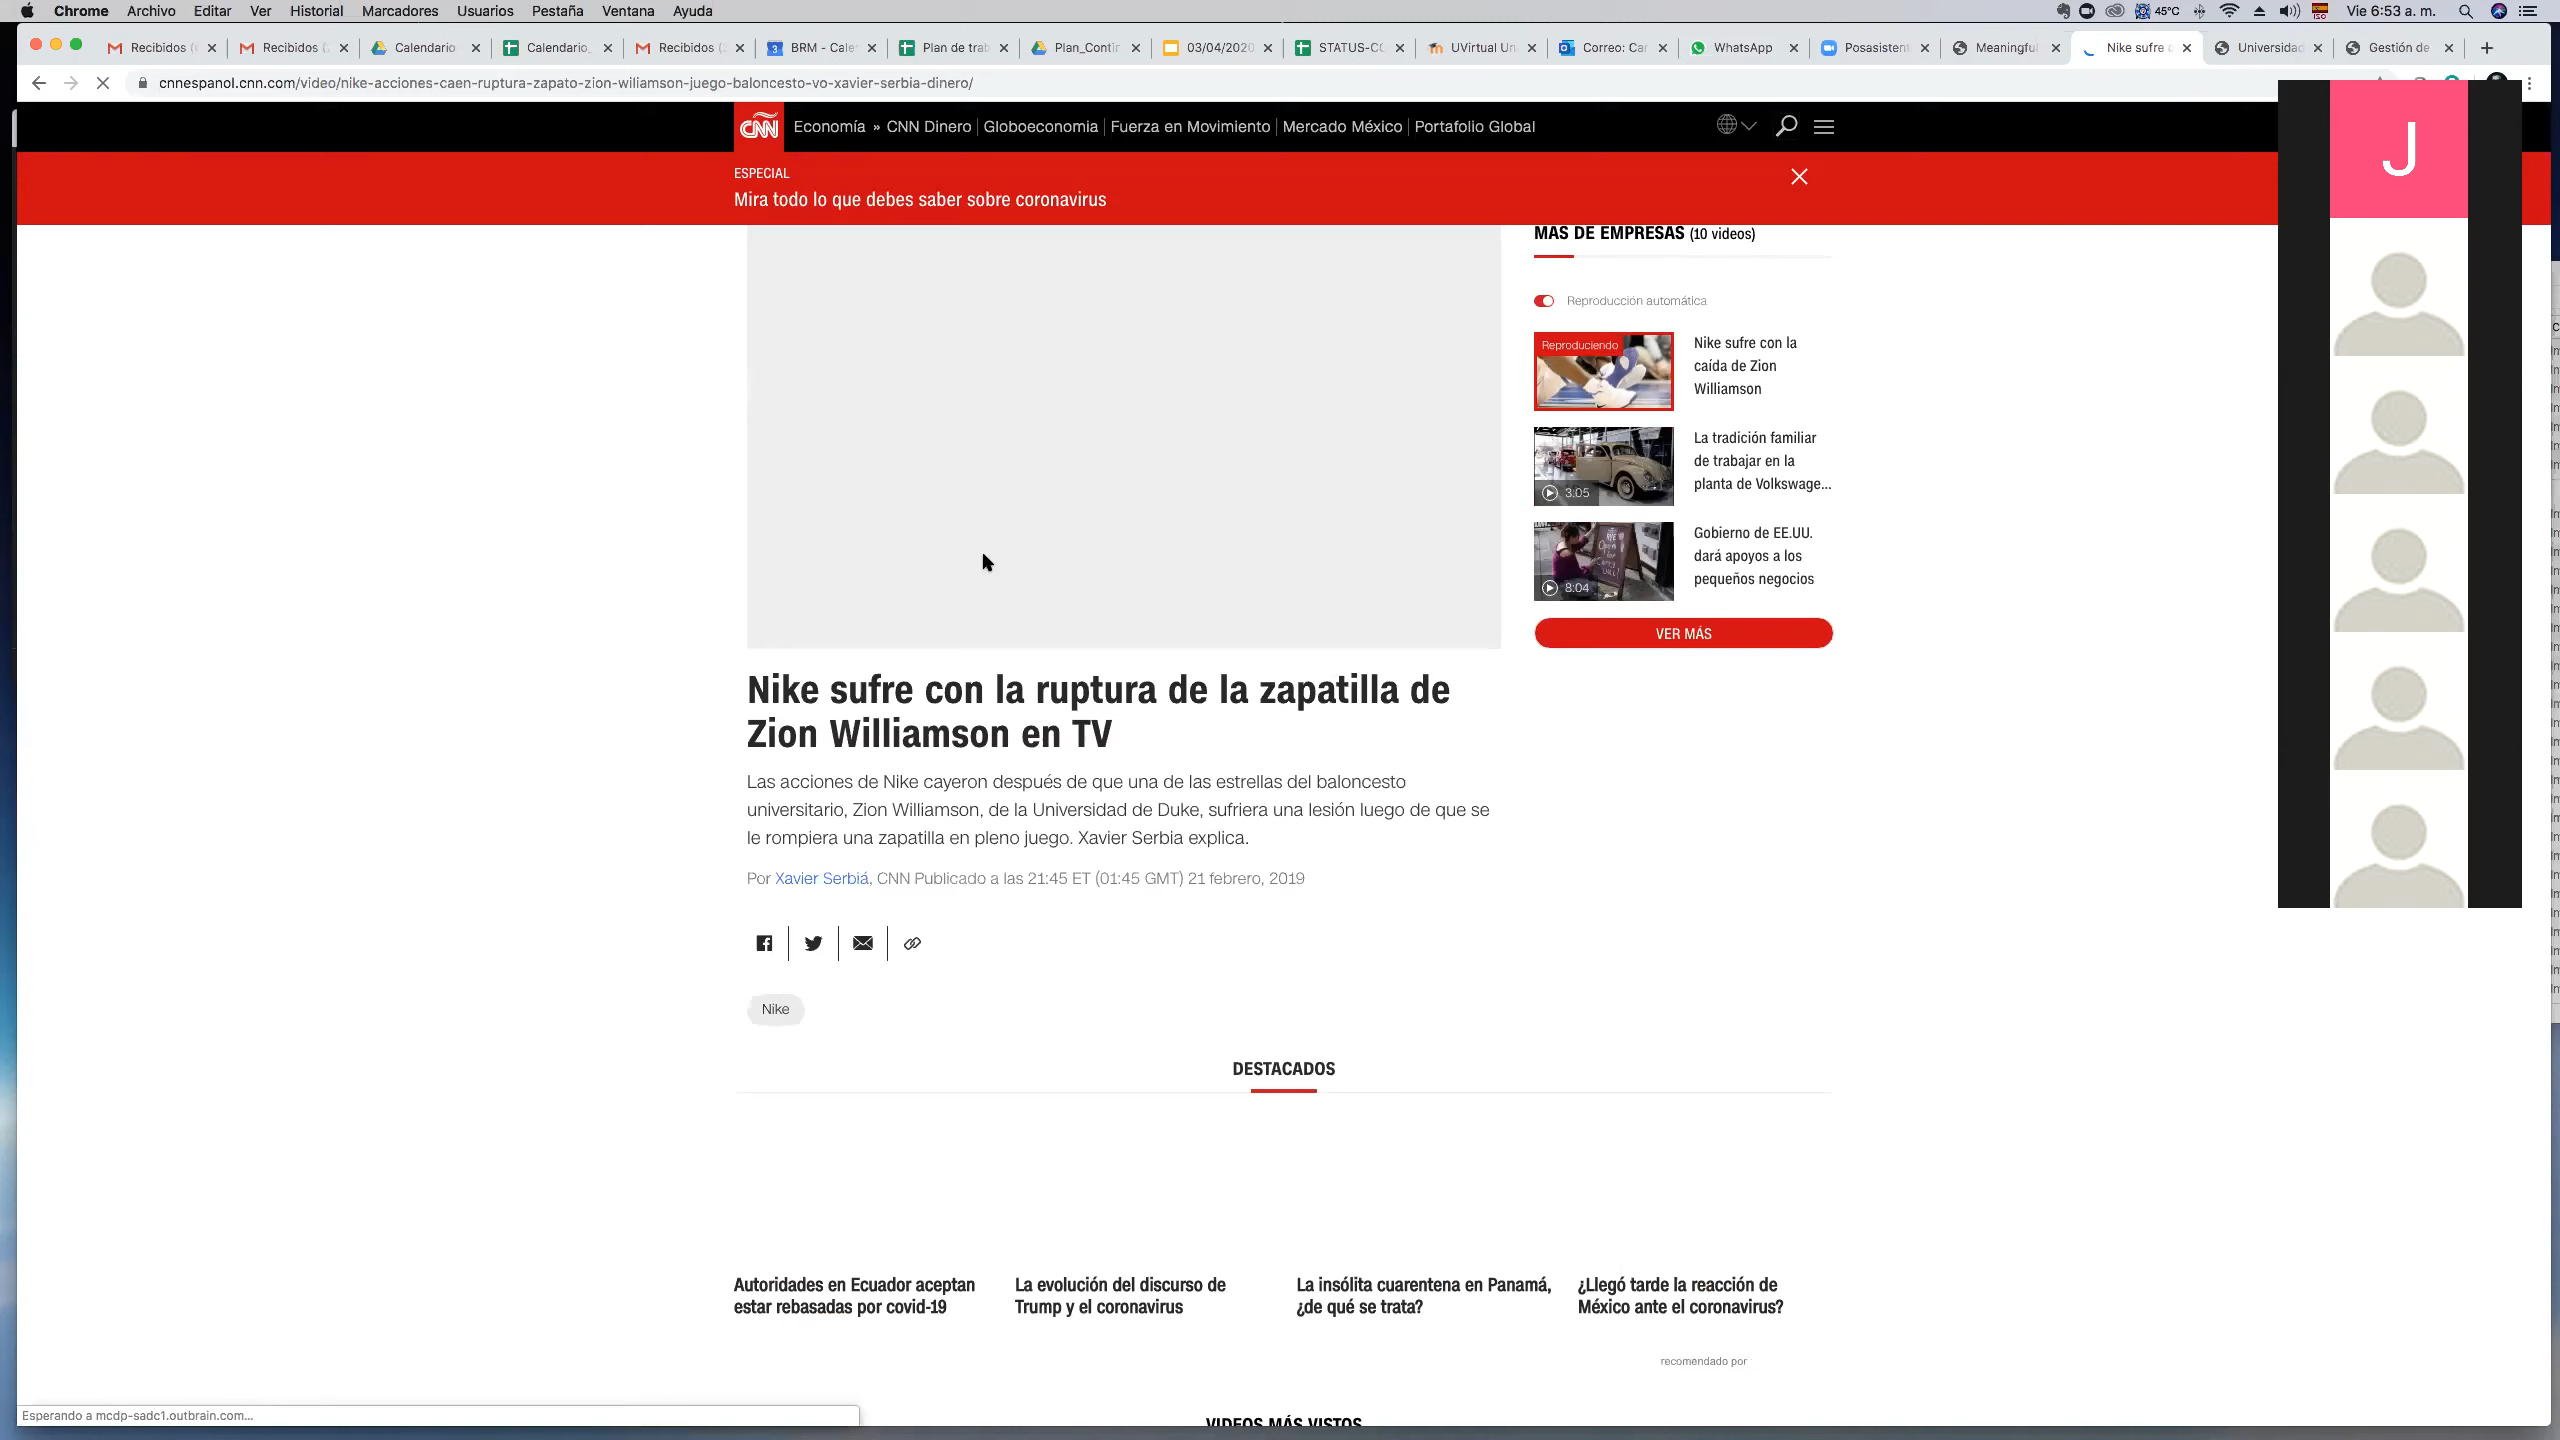 Chrome Archivo Editar Ver Historial Marcadores Usuarios Pestaña Ventana Ayuda
45°C ISO Vie 6:53 a. m.
Recibidos ( Recibidos ( Calendario Calendario_ Recibidos ( BRM - Cale Plan de trab Plan_Contin 03/04/2020 STATUS-CO UVirtual Un Correo: Car WhatsApp Posasistent Meaningful Nike sufre c Universidad Gestión de
cnnespanol.cnn.com/video/nike-acciones-caen-ruptura-zapato-zion-wiliamson-juego-baloncesto-vo-xavier-serbia-dinero/
CNN Economía » CNN Dinero Globoeconomia Fuerza en Movimiento Mercado México Portafolio Global
ESPECIAL
Mira todo lo que debes saber sobre coronavirus
J
MÁS DE EMPRESAS (10 videos)
Reproducción automática
Reproduciendo
Nike sufre con la
caída de Zion
Williamson
La tradición familiar
de trabajar en la
planta de Volkswage...
3:05
Gobierno de EE.UU.
dará apoyos a los
pequeños negocios
8:04
VER MÁS
Nike sufre con la ruptura de la zapatilla de
Zion Williamson en TV
Las acciones de Nike cayeron después de que una de las estrellas del baloncesto
universitario, Zion Williamson, de la Universidad de Duke, sufriera una lesión luego de que se
le rompiera una zapatilla en pleno juego. Xavier Serbia explica.
Por Xavier Serbiá, CNN Publicado a las 21:45 ET (01:45 GMT) 21 febrero, 2019
Nike
DESTACADOS
Autoridades en Ecuador aceptan
estar rebasadas por covid-19
La evolución del discurso de
Trump y el coronavirus
La insólita cuarentena en Panamá,
¿de qué se trata?
¿Llegó tarde la reacción de
México ante el coronavirus?
recomendado por
Esperando a mcdp-sadc1.outbrain.com...
VIDEOS MÁS VISTOS